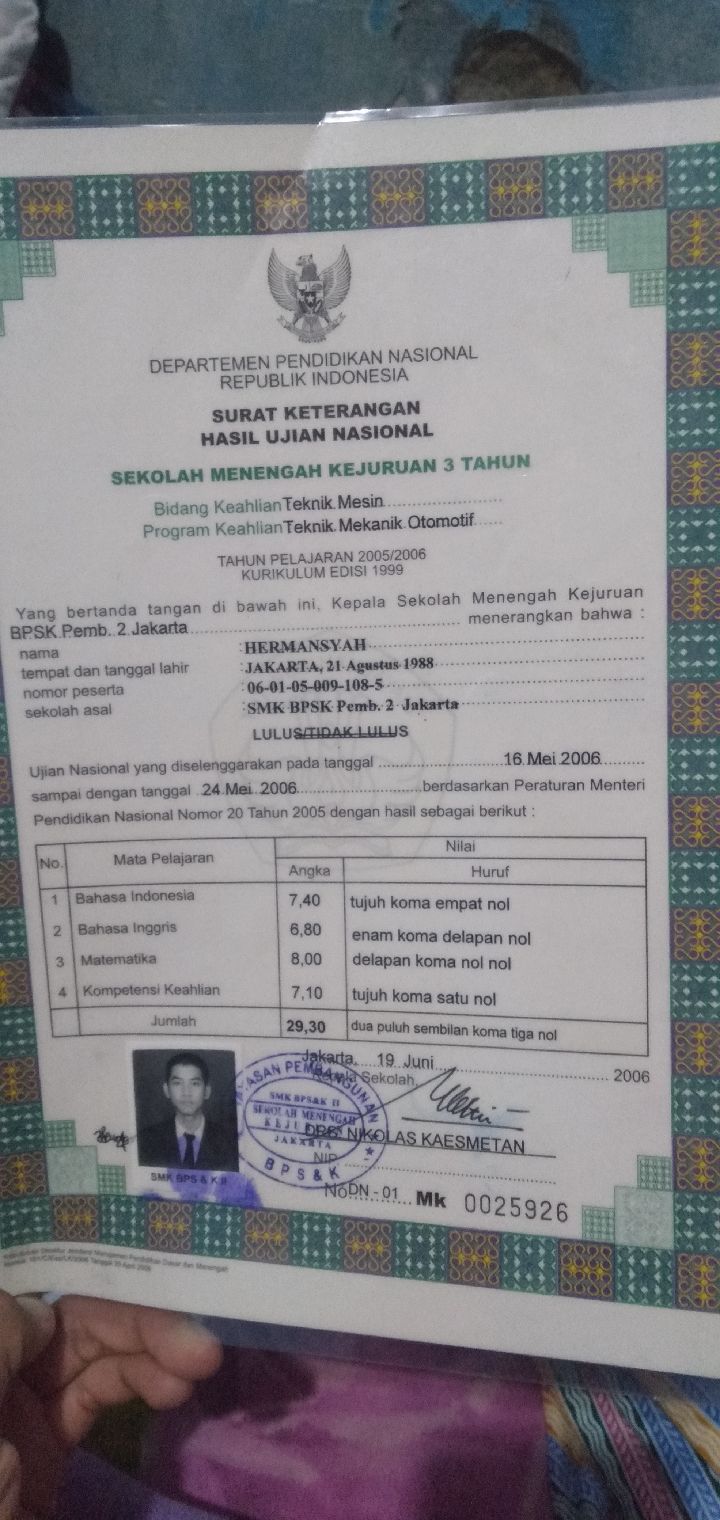 DEPARTEMEN PENDIDIKAN NASIONAL
REPUBLIK INDONESIA
SURAT KETERANGAN
HASIL UJIAN NASIONAL
SEKOLAH MENENGAH KEJURUAN 3 TAHUN
Bidang Keahlian Teknik Mesin
Program Keahlian Teknik Mekanik Otomotif
TAHUN PELAJARAN 2005/2006
KURIKULUM EDISI 1999
Yang bertanda tangan di bawah ini, Kepala Sekolah Menengah Kejuruan
BPSK Pemb. 2 Jakarta menerangkan bahwa :
nama : HERMANSYAH
tempat dan tanggal lahir : JAKARTA, 21 Agustus 1988
nomor peserta : 06-01-05-009-108-5
sekolah asal : SMK BPSK Pemb. 2 Jakarta
LULUS/TIDAK LULUS
Ujian Nasional yang diselenggarakan pada tanggal 16 Mei 2006
sampai dengan tanggal 24 Mei 2006 berdasarkan Peraturan Menteri
Pendidikan Nasional Nomor 20 Tahun 2005 dengan hasil sebagai berikut :
No. Mata Pelajaran Nilai
Angka Huruf
1 Bahasa Indonesia 7,40 tujuh koma empat nol
2 Bahasa Inggris 6,80 enam koma delapan nol
3 Matematika 8,00 delapan koma nol nol
4 Kompetensi Keahlian 7,10 tujuh koma satu nol
Jumlah 29,30 dua puluh sembilan koma tiga nol
Jakarta, 19 Juni 2006
Kepala Sekolah,
YAYASAN PEMBANGUNAN
SMK BPS&K II
SEKOLAH MENENGAH
KEJURUAN
JAKARTA
BPS&K
DRS. NIKOLAS KAESMETAN
NIP.
SMK BPS & K II
No DN - 01 Mk 0025926